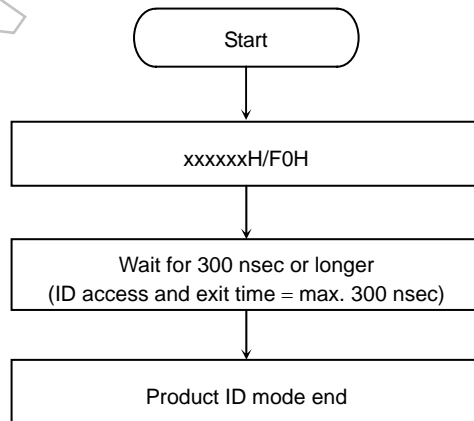 Start
xxxxxxH/F0H
Wait for 300 nsec or longer
(ID access and exit time = max. 300 nsec)
Product ID mode end